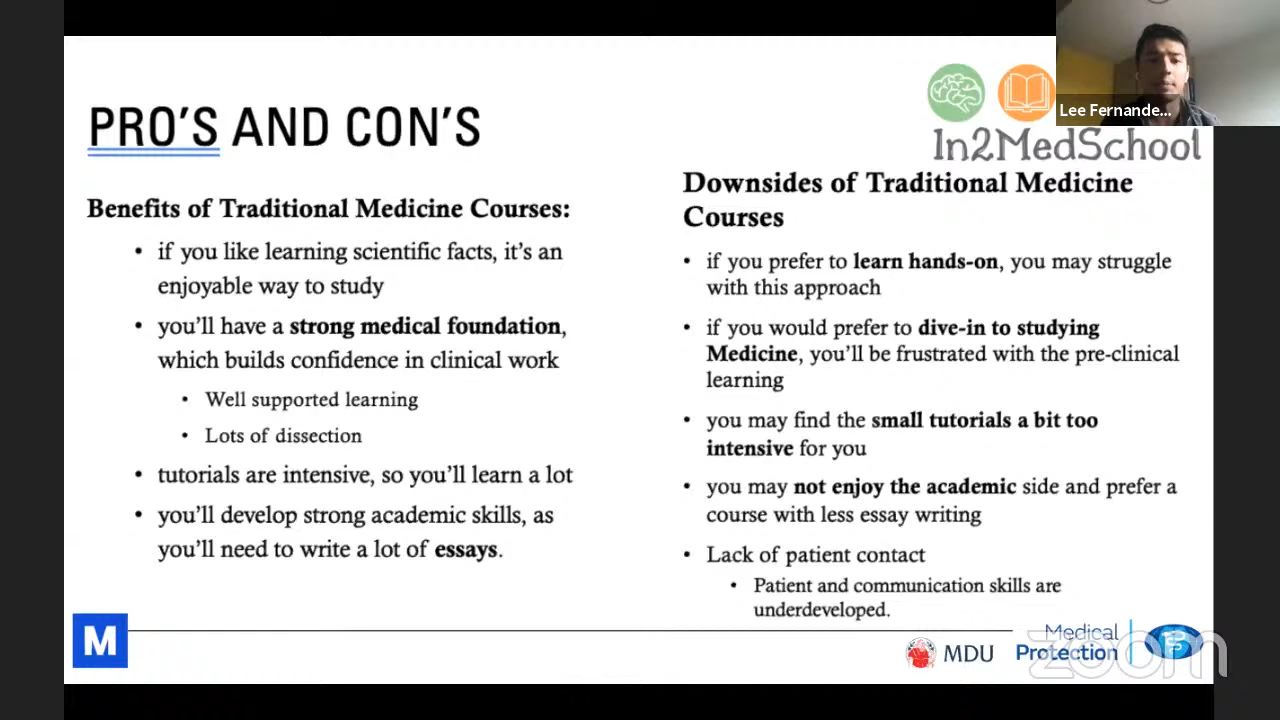 Lee Fernande...
In2MedSchool
PRO'S AND CON'S
Benefits of Traditional Medicine Courses:
• if you like learning scientific facts, it's an
enjoyable way to study
• you'll have a strong medical foundation,
which builds confidence in clinical work
• Well supported learning
• Lots of dissection
• tutorials are intensive, so you'll learn a lot
• you'll develop strong academic skills, as
you'll need to write a lot of essays.
Downsides of Traditional Medicine
Courses
• if you prefer to learn hands-on, you may struggle
with this approach
• if you would prefer to dive-in to studying
Medicine, you'll be frustrated with the pre-clinical
learning
• you may find the small tutorials a bit too
intensive for you
• you may not enjoy the academic side and prefer a
course with less essay writing
• Lack of patient contact
• Patient and communication skills are
underdeveloped.
M
MDU
Medical
Protection
zoom